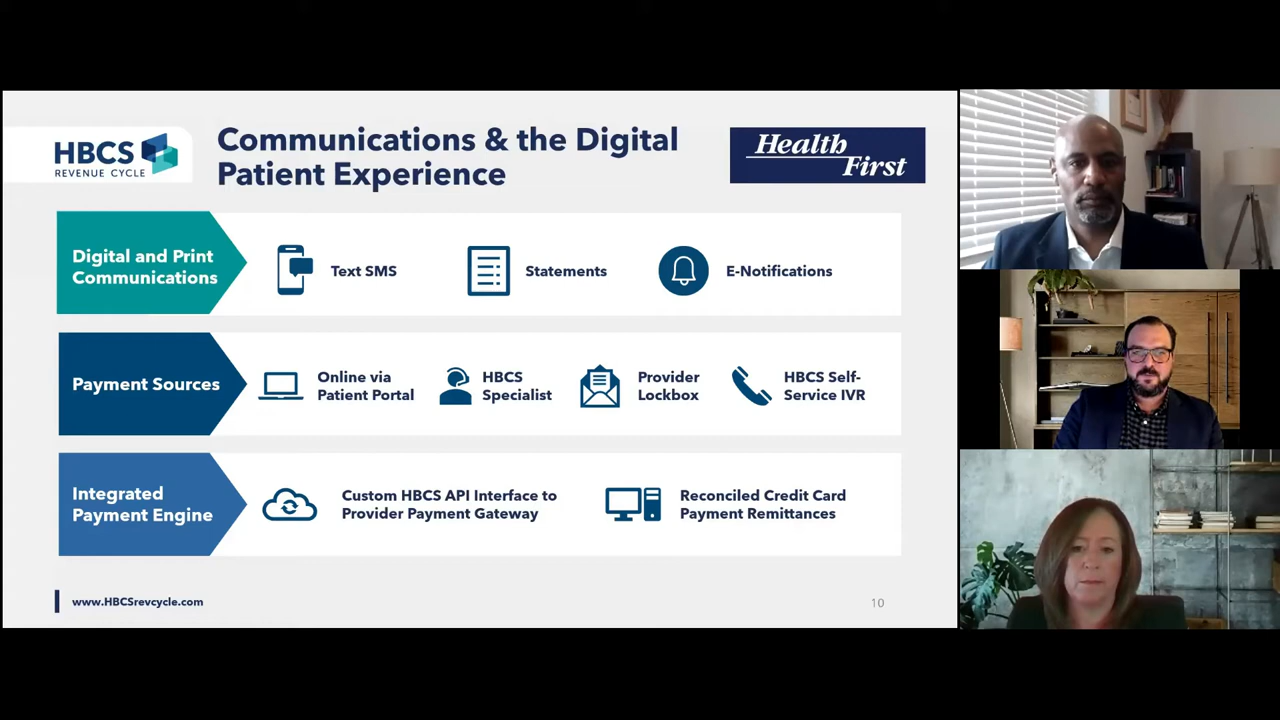 HBCS
REVENUE CYCLE
Communications & the Digital
Patient Experience
Health
First
Digital and Print
Communications
Text SMS
Statements
E-Notifications
Payment Sources
Online via
Patient Portal
HBCS
Specialist
Provider
Lockbox
HBCS Self-
Service IVR
Integrated
Payment Engine
Custom HBCS API Interface to
Provider Payment Gateway
Reconciled Credit Card
Payment Remittances
www.HBCSrevcycle.com
10